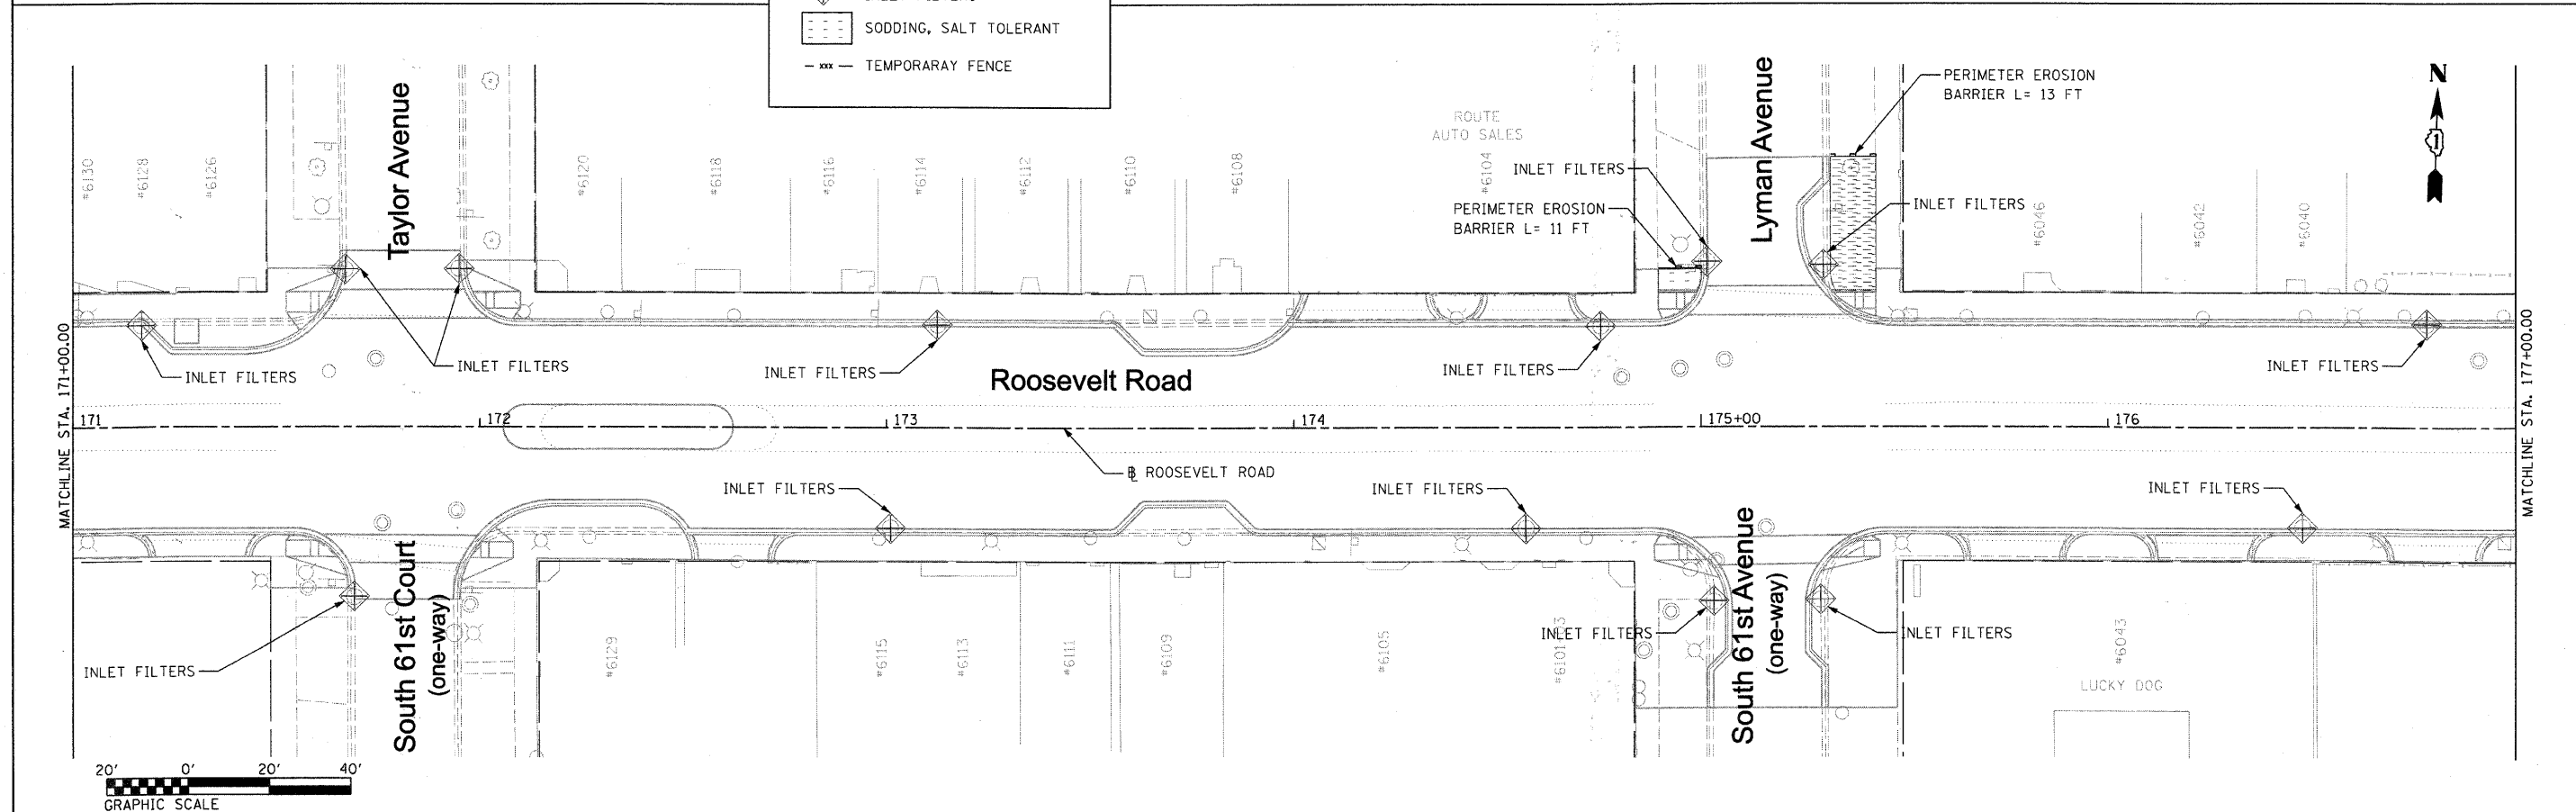 SODDING, SALT TOLERANT
— xxx — TEMPORARAY FENCE
Taylor Avenue
Lyman Avenue
PERIMETER EROSION
BARRIER L= 13 FT
N
ROUTE
AUTO SALES
#6130
#6128
#6126
#6120
#6118
#6116
#6114
#6112
#6110
#6108
#6104
INLET FILTERS
PERIMETER EROSION
BARRIER L= 11 FT
INLET FILTERS
#6046
#6042
#6040
INLET FILTERS
INLET FILTERS
INLET FILTERS
Roosevelt Road
INLET FILTERS
INLET FILTERS
MATCHLINE STA. 171+00.00
171
172
173
174
175+00
176
MATCHLINE STA. 177+00.00
℄ ROOSEVELT ROAD
INLET FILTERS
INLET FILTERS
INLET FILTERS
South 61st Court
(one-way)
South 61st Avenue
(one-way)
INLET FILTERS
INLET FILTERS
INLET FILTERS
#6129
#6115
#6113
#6111
#6109
#6105
#6043
LUCKY DOG
20' 0' 20' 40'
GRAPHIC SCALE